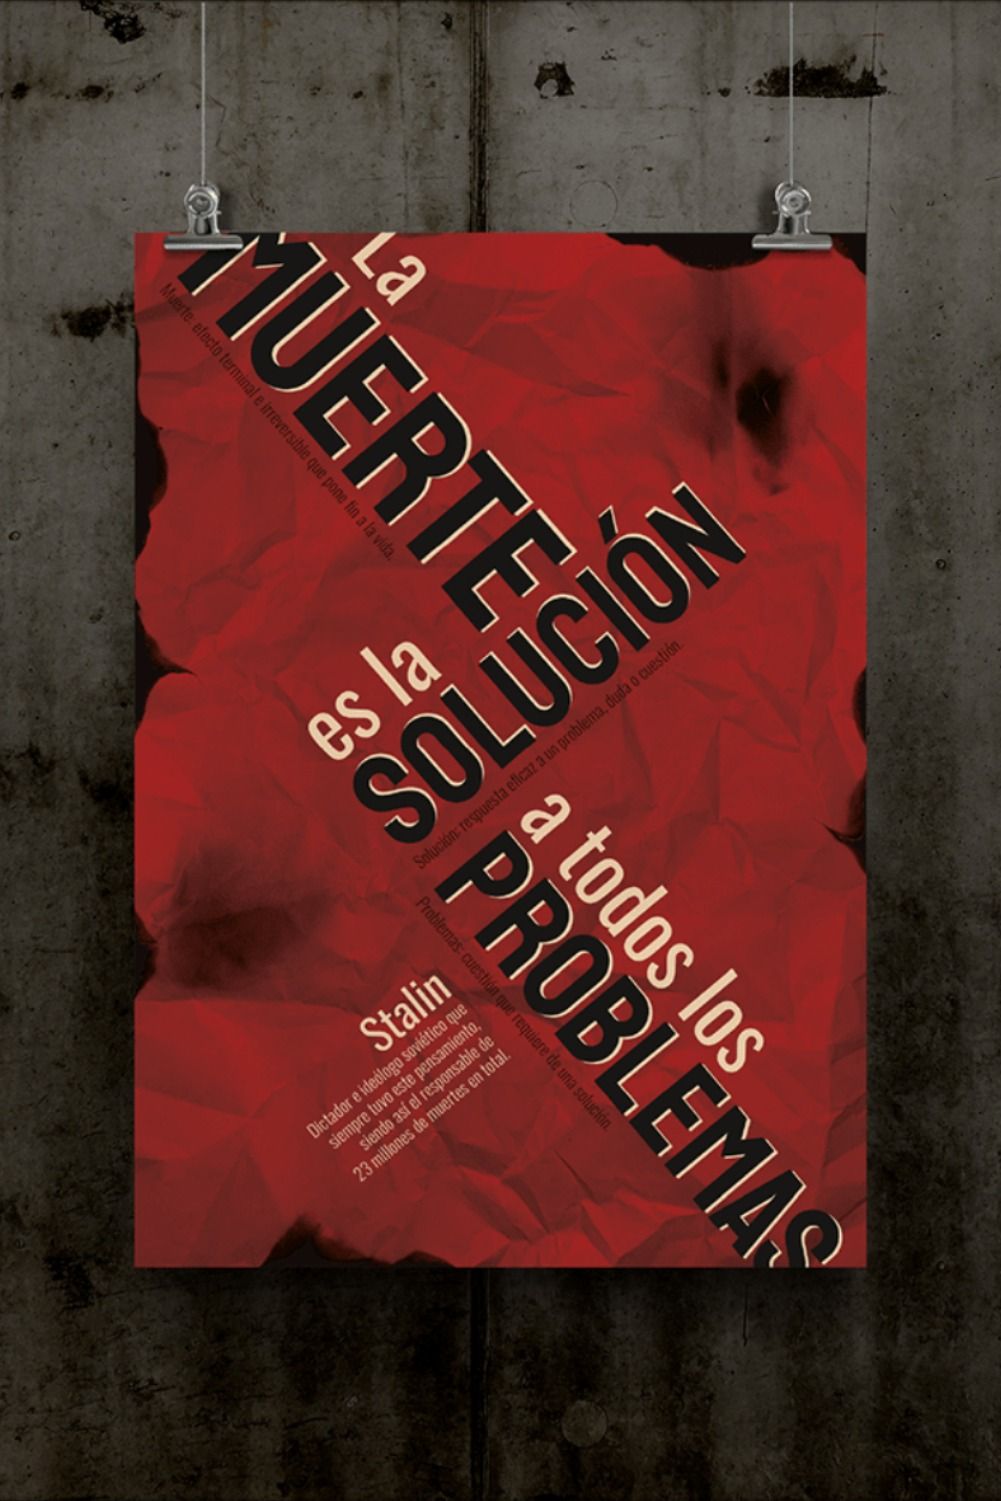 La
MUERTE
Muerte: efecto terminal e irreversible que pone fin a la vida.
es la
SOLUCIÓN
Solución: respuesta eficaz a un problema, duda o cuestión.
a todos los
PROBLEMAS
Problemas: cuestión que requiere de una solución.
Stalin
Dictador e ideólogo soviético que
siempre tuvo este pensamiento,
siendo así el responsable de
23 millones de muertes en total.